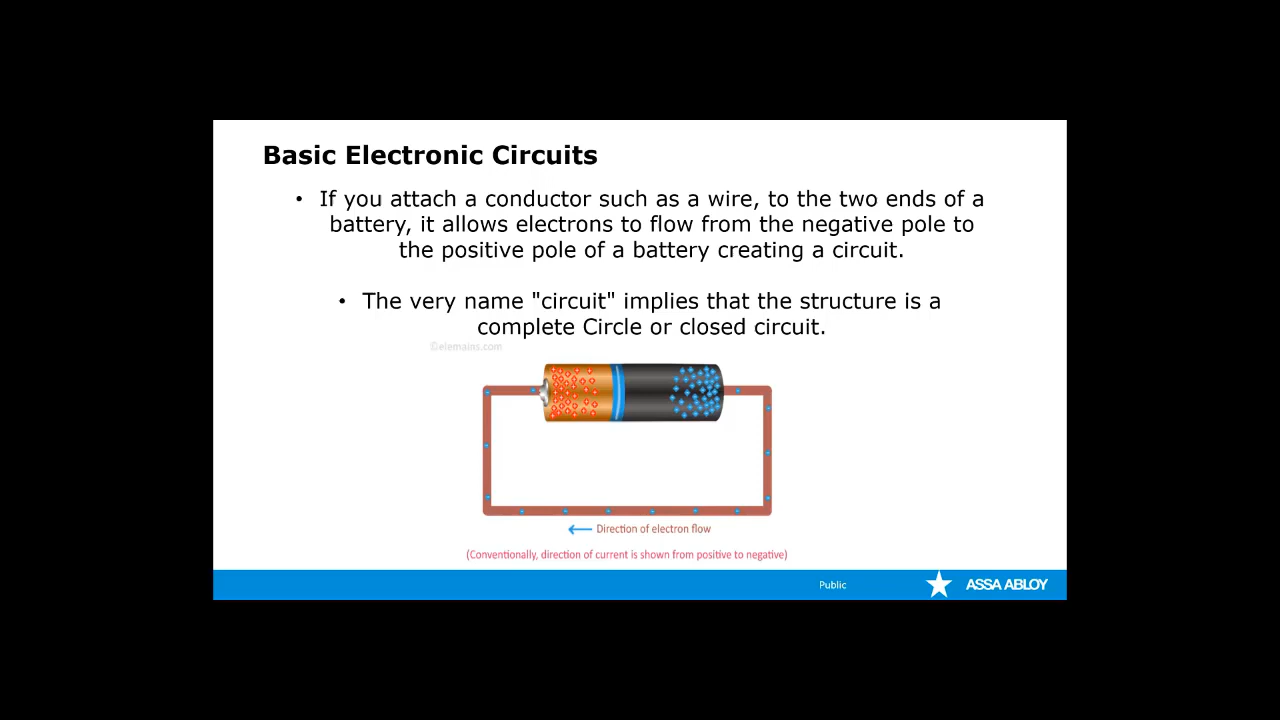 Basic Electronic Circuits
• If you attach a conductor such as a wire, to the two ends of a
battery, it allows electrons to flow from the negative pole to
the positive pole of a battery creating a circuit.
• The very name "circuit" implies that the structure is a
complete Circle or closed circuit.
©elemains.com
Direction of electron flow
(Conventionally, direction of current is shown from positive to negative)
Public
ASSA ABLOY